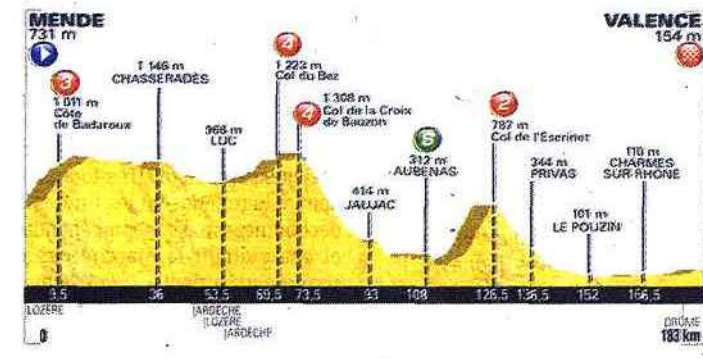 MENDE
731 m
VALENCE
154 m
3
1 011 m
Côte
de Badaroux
1 146 m
CHASSERADÈS
966 m
LUC
4
1 223 m
Col du Bez
4
1 308 m
Col de la Croix
de Bauzon
414 m
JAUJAC
S
312 m
AUBENAS
2
787 m
Col de l'Escrinet
344 m
PRIVAS
101 m
LE POUZIN
110 m
CHARMES
SUR-RHÔNE
9,5 36 53,5 69,5 73,5 93 108 126,5 136,5 152 166,5
LOZÈRE
ARDÈCHE
LOZÈRE
ARDÈCHE
DRÔME
0
183 km